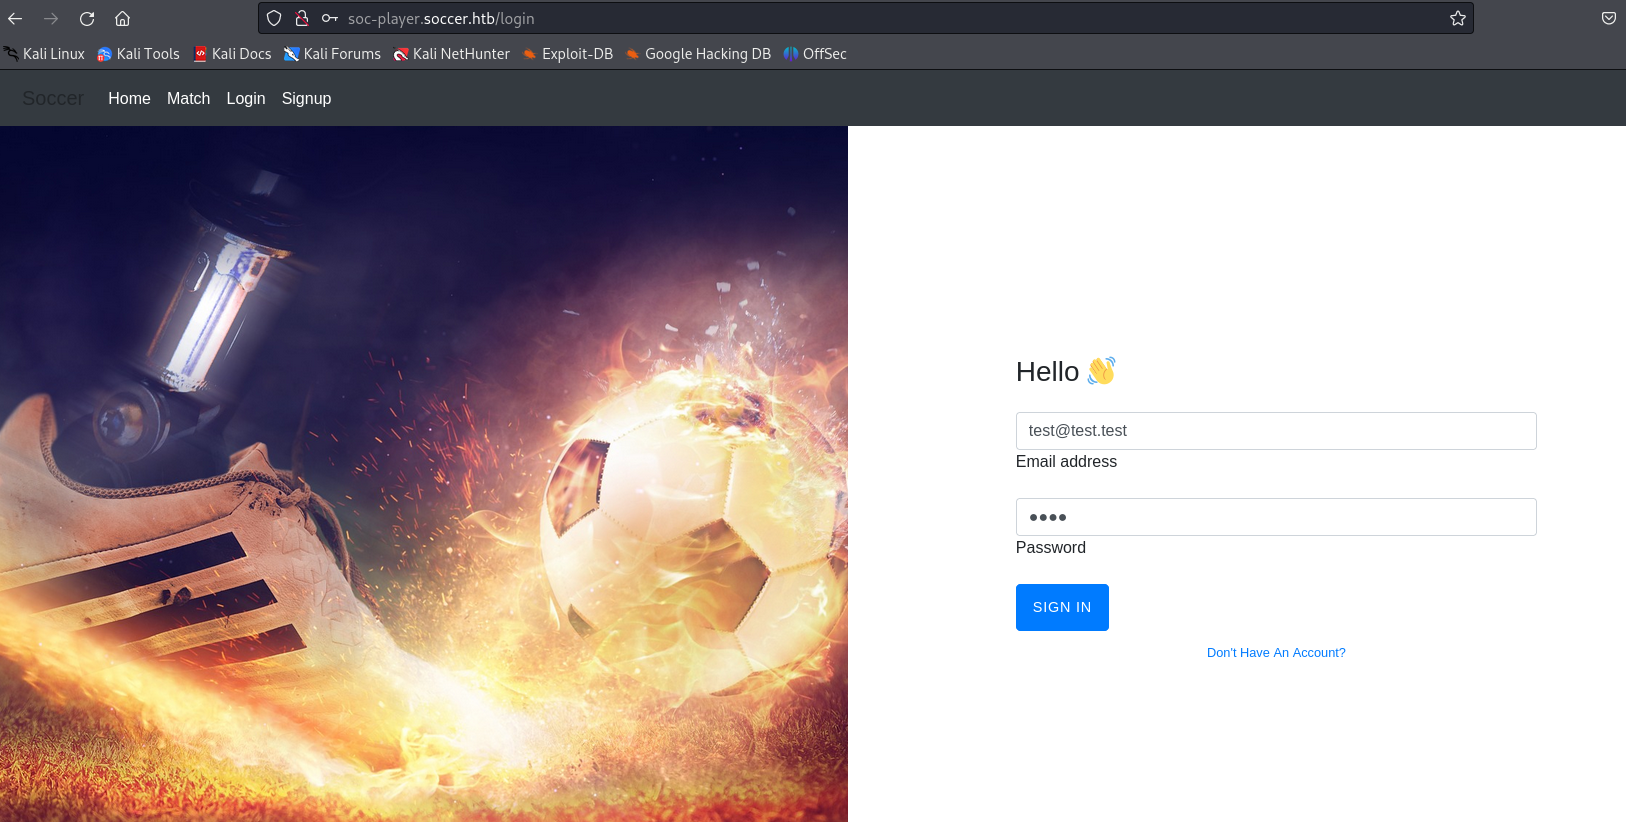 soc-player.soccer.htb/login
Kali Linux Kali Tools Kali Docs Kali Forums Kali NetHunter Exploit-DB Google Hacking DB OffSec
Soccer Home Match Login Signup
Hello 👋
test@test.test
Email address
●●●●
Password
SIGN IN
Don't Have An Account?